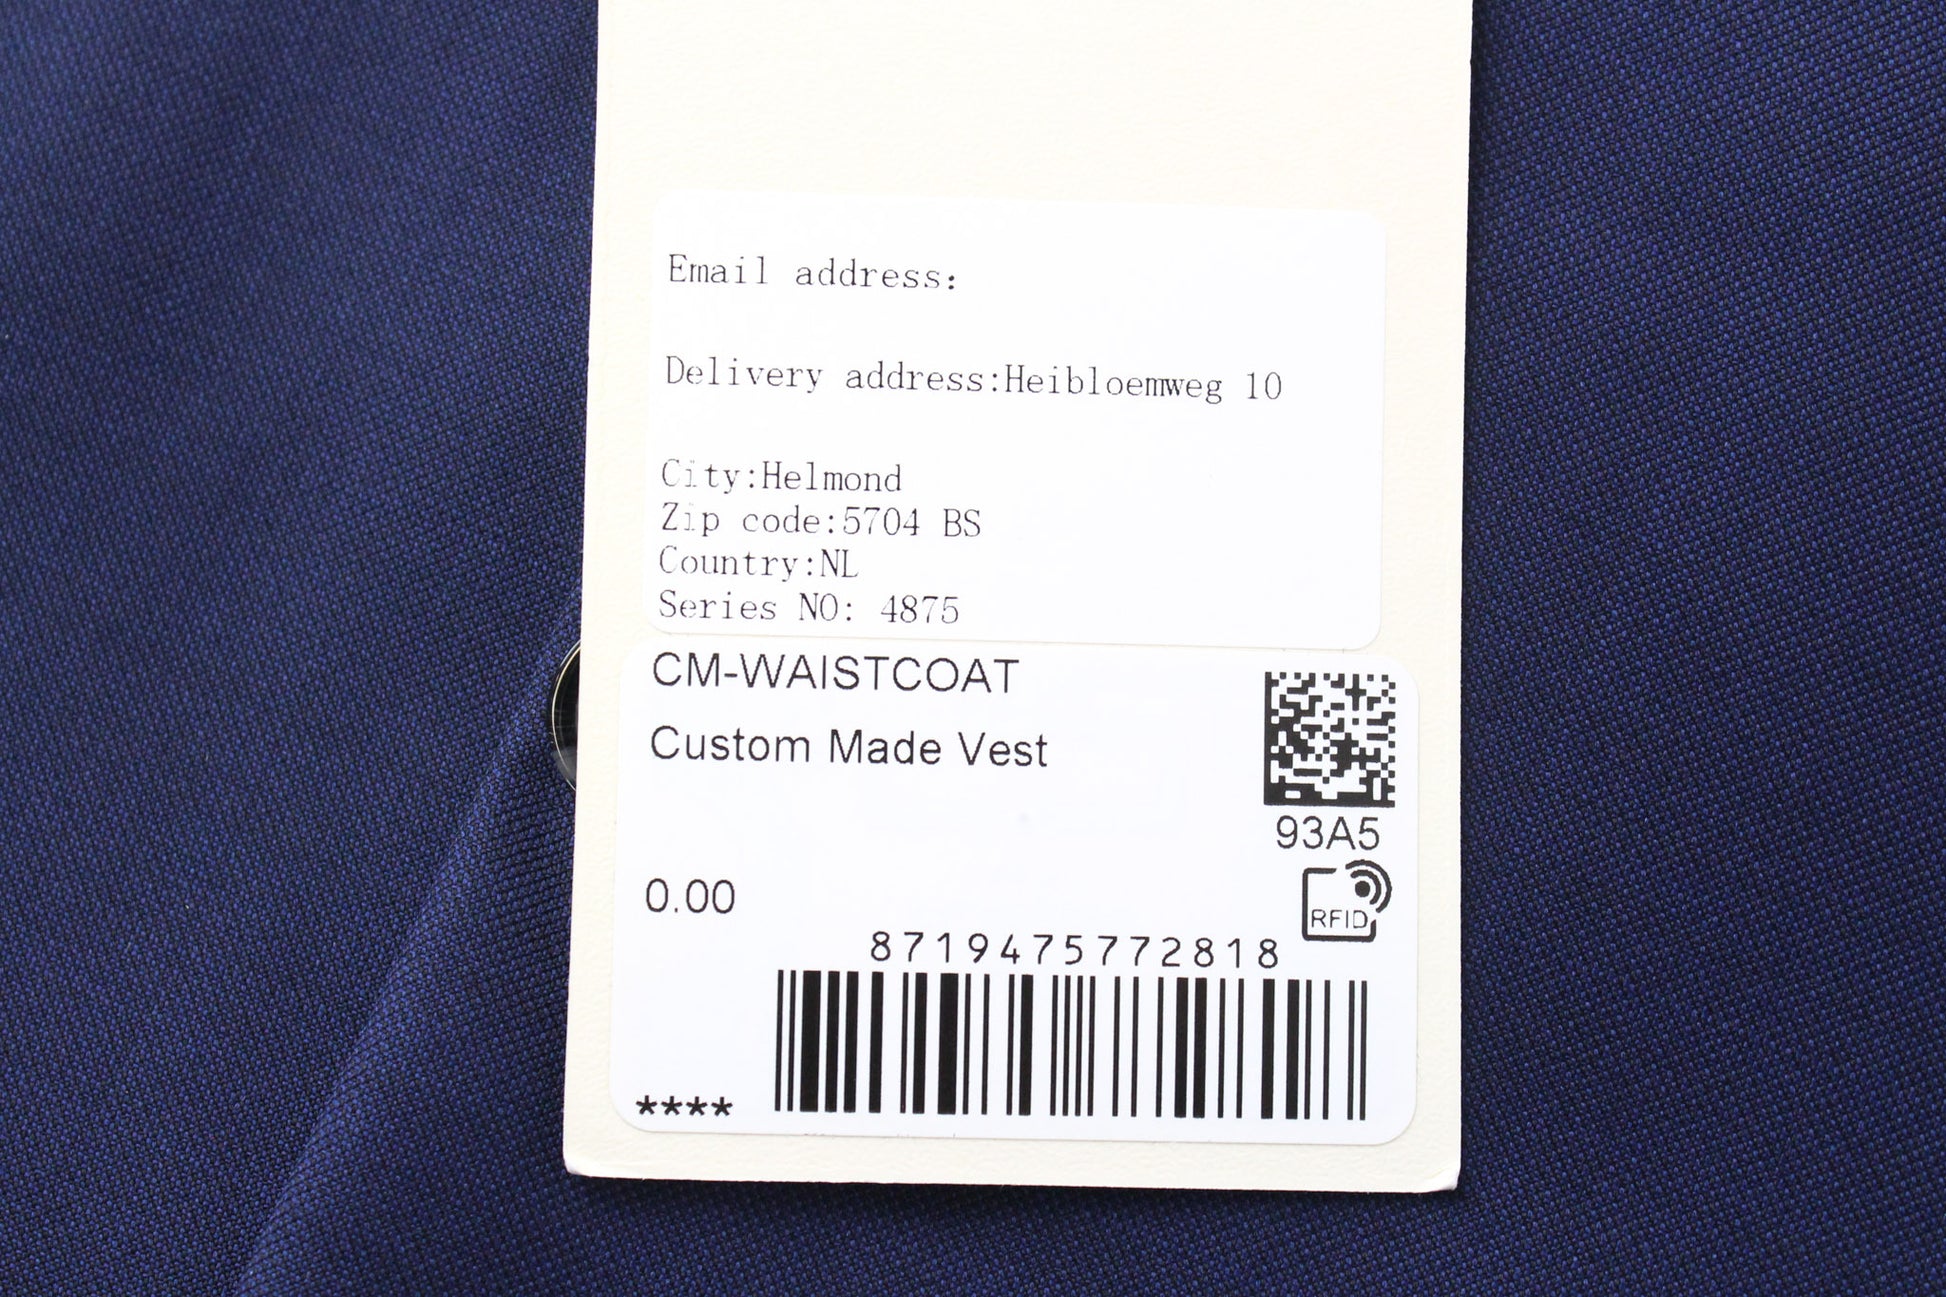 Email address:
Delivery address:Heibloemweg 10
City:Helmond
Zip code:5704 BS
Country:NL
Series NO: 4875
CM-WAISTCOAT
Custom Made Vest
93A5
RFID
0.00
8719475772818
****